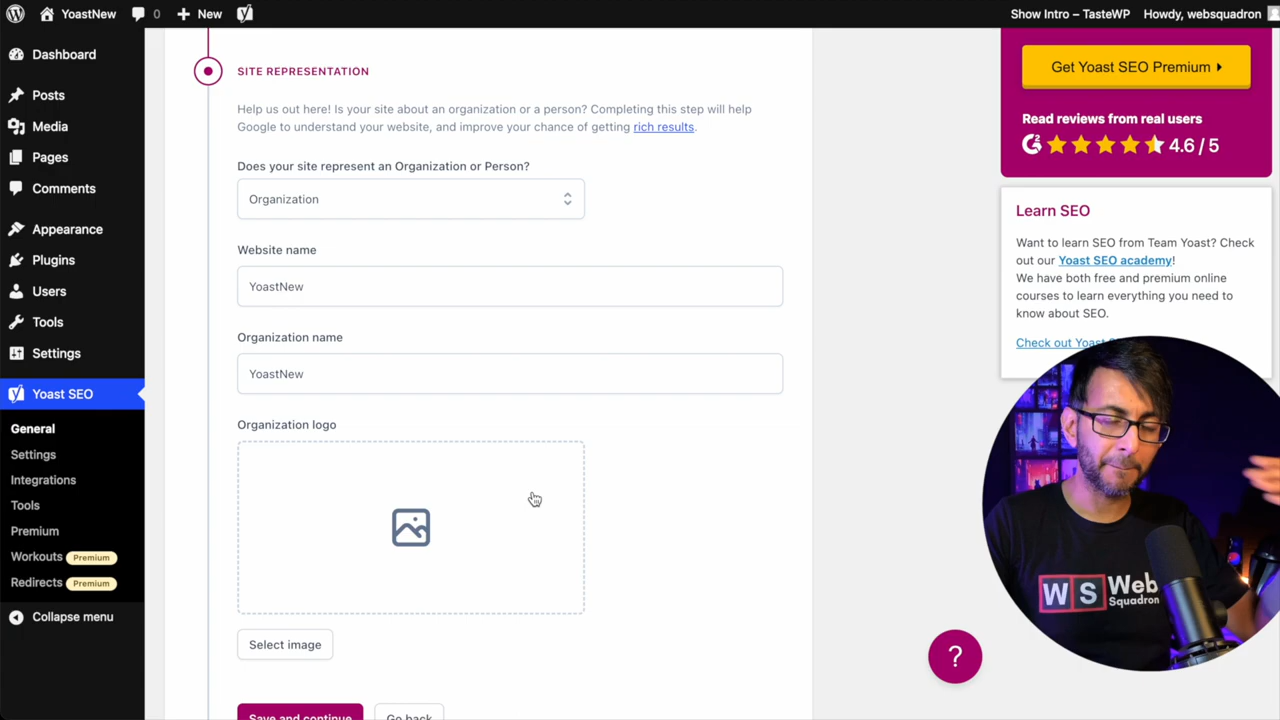 YoastNew
0
New
Show Intro – TasteWP
Howdy, websquadron
Dashboard
Posts
Media
Pages
Comments
Appearance
Plugins
Users
Tools
Settings
Yoast SEO
General
Settings
Integrations
Tools
Premium
Workouts Premium
Redirects Premium
Collapse menu
SITE REPRESENTATION
Help us out here! Is your site about an organization or a person? Completing this step will help
Google to understand your website, and improve your chance of getting rich results.
Does your site represent an Organization or Person?
Organization
Website name
YoastNew
Organization name
YoastNew
Organization logo
Select image
Save and continue
Go back
Get Yoast SEO Premium
Read reviews from real users
4.6 / 5
Learn SEO
Want to learn SEO from Team Yoast? Check
out our Yoast SEO academy!
We have both free and premium online
courses to learn everything you need to
know about SEO.
Check out Yoast
WS Web
Squadron
?